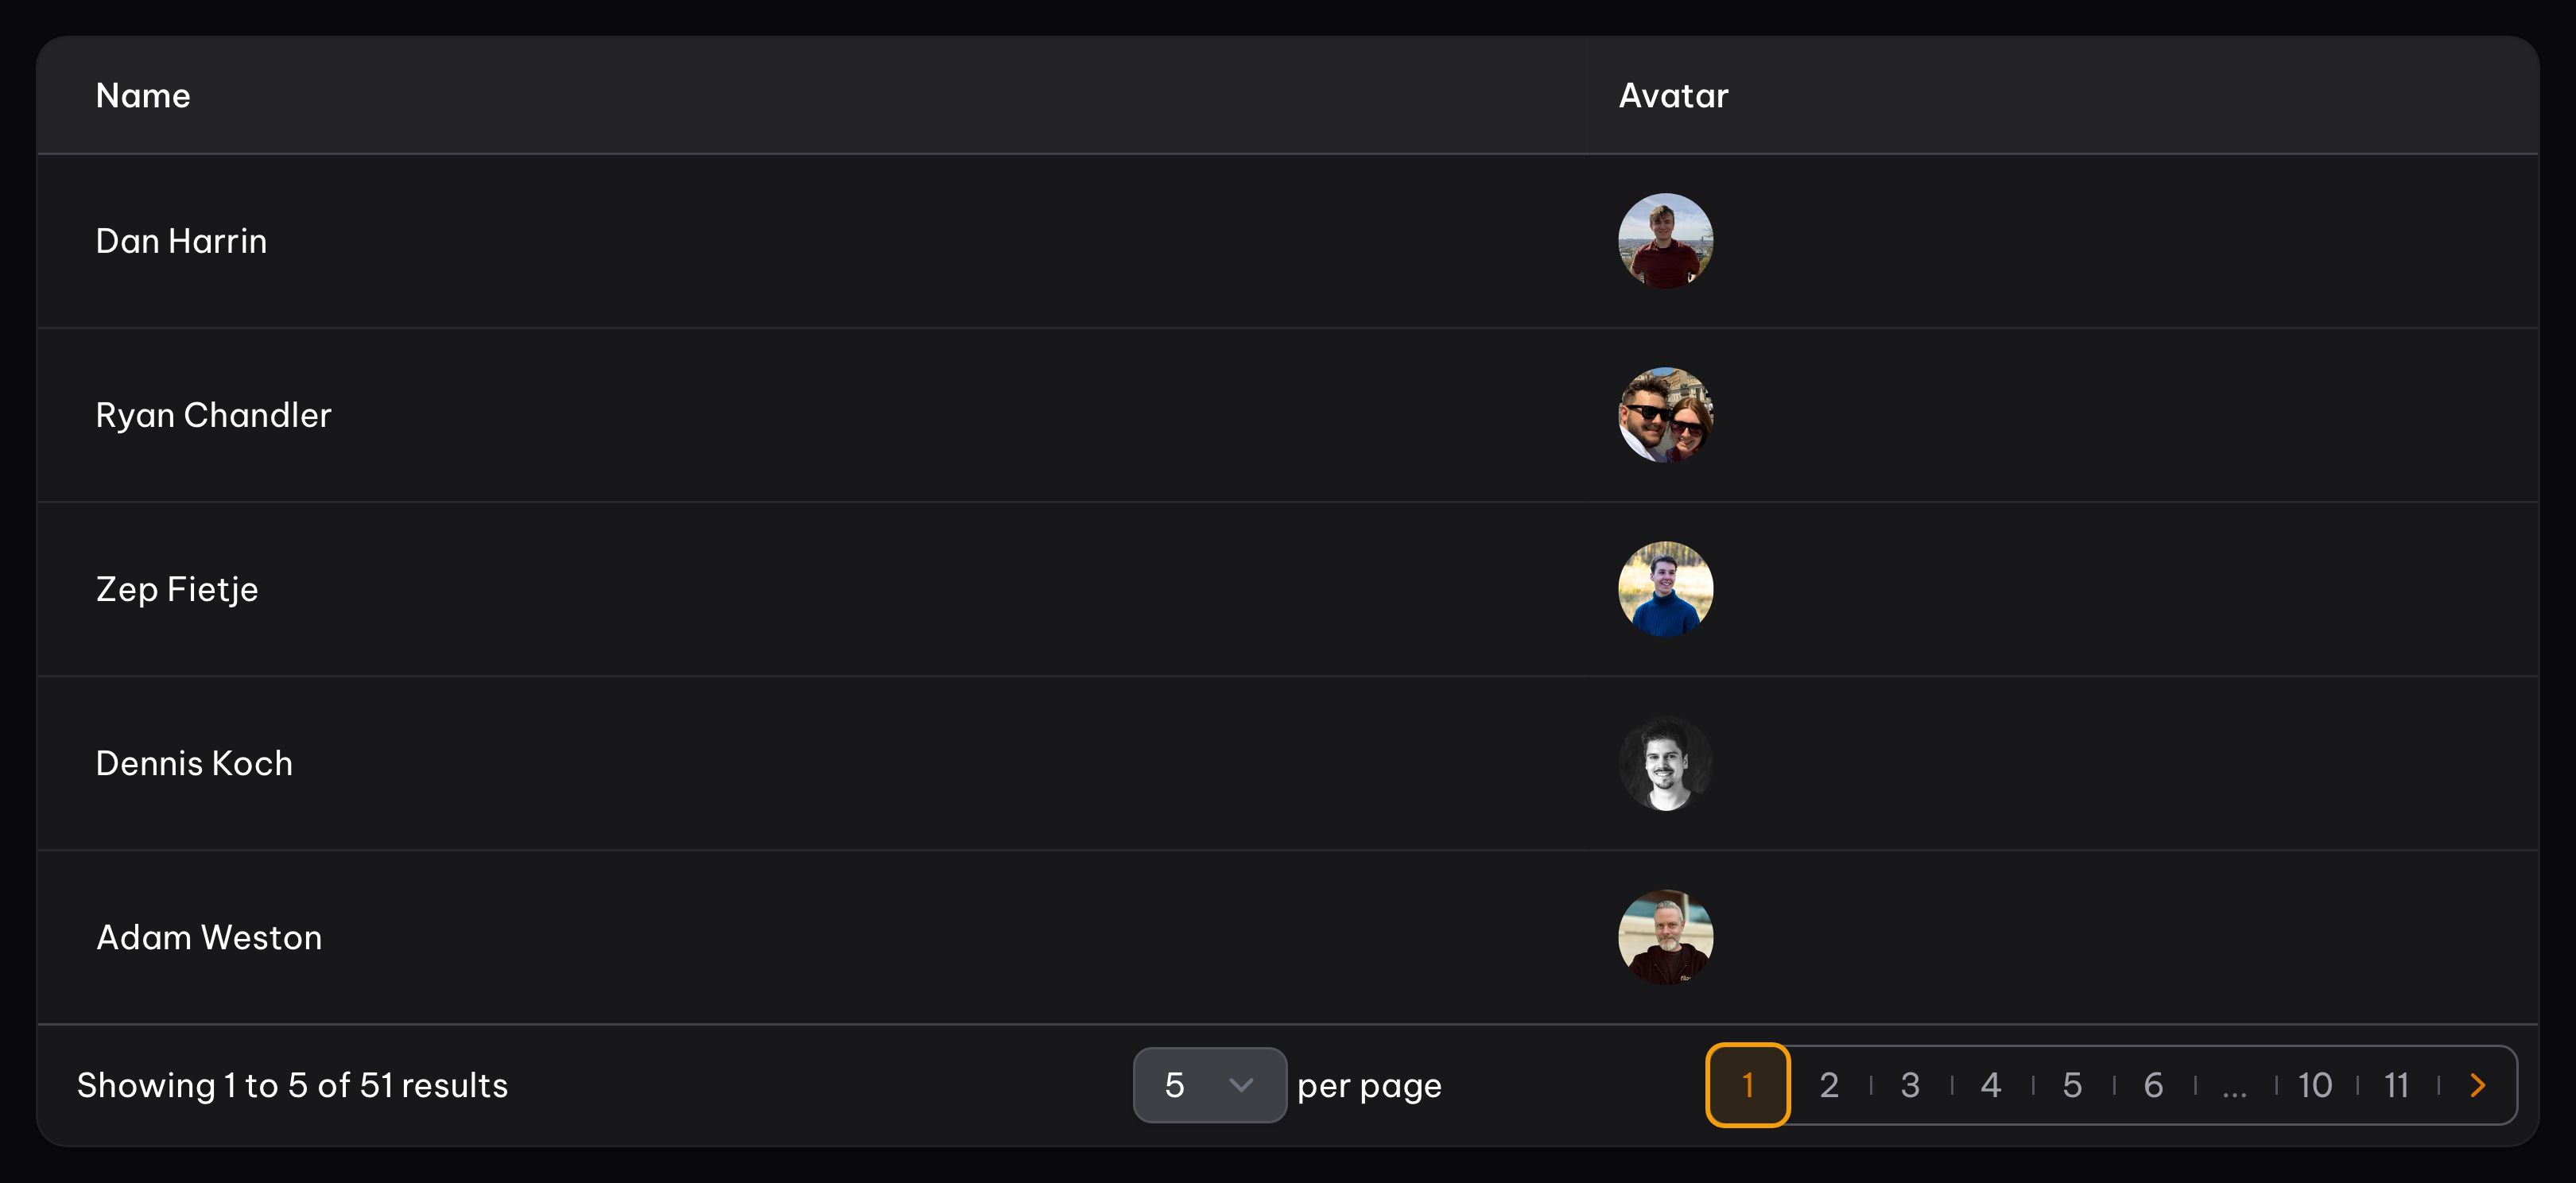 Name Avatar
Dan Harrin
Ryan Chandler
Zep Fietje
Dennis Koch
Adam Weston
Showing 1 to 5 of 51 results 5 per page 1 2 3 4 5 6 ... 10 11